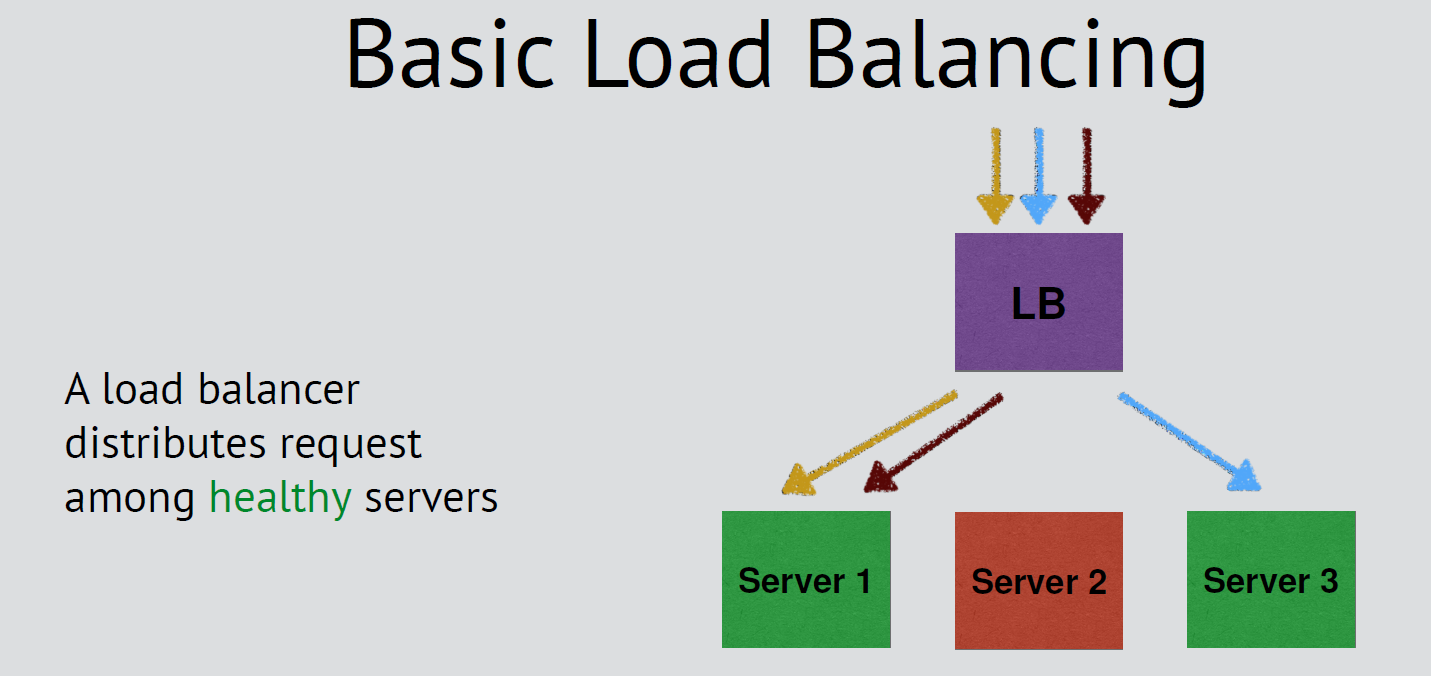 Basic Load Balancing
LB
A load balancer
distributes request
among healthy servers
Server 1
Server 2
Server 3